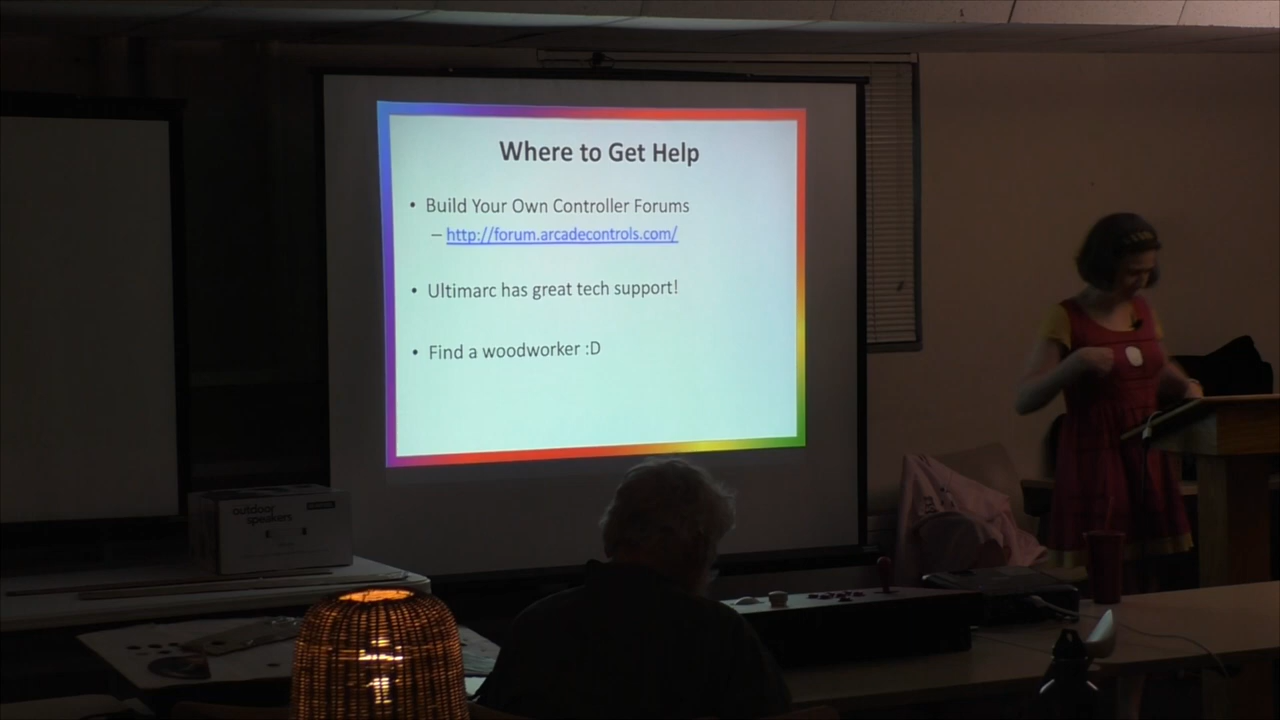 Where to Get Help
• Build Your Own Controller Forums
– http://forum.arcadecontrols.com/
• Ultimarc has great tech support!
• Find a woodworker :D
outdoor
speakers